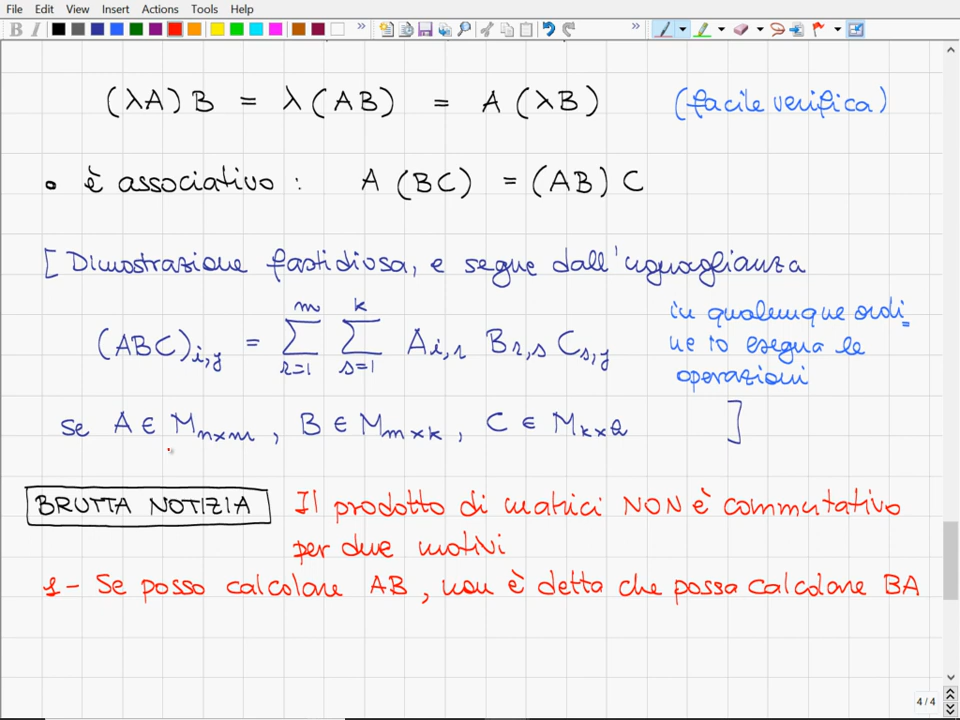 File Edit View Insert Actions Tools Help
(λA)B = λ(AB) = A(λB) (facile verifica)
• è associativo: A(BC) = (AB)C
[Dimostrazione fastidiosa, e segue dall'uguaglianza
(ABC)i,j = m∑r=1 k∑s=1 Ai,r Br,s Cs,j in qualunque ordi
ne io esegua le
operazioni
se A ∈ Mn×m, B ∈ Mm×k, C ∈ Mk×l ]
BRUTTA NOTIZIA Il prodotto di matrici NON è commutativo
per due motivi
1- Se posso calcolare AB, non è detta che possa calcolare BA
4/4